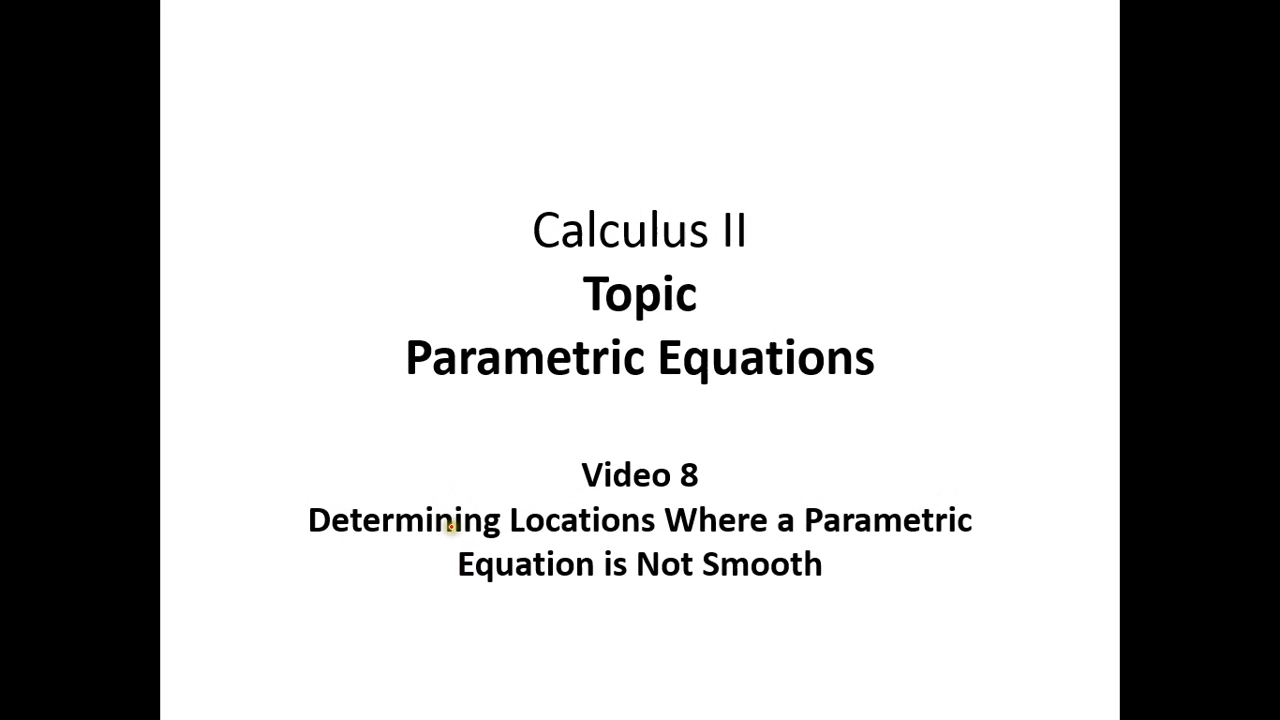 Calculus II
Topic
Parametric Equations
Video 8
Determining Locations Where a Parametric
Equation is Not Smooth